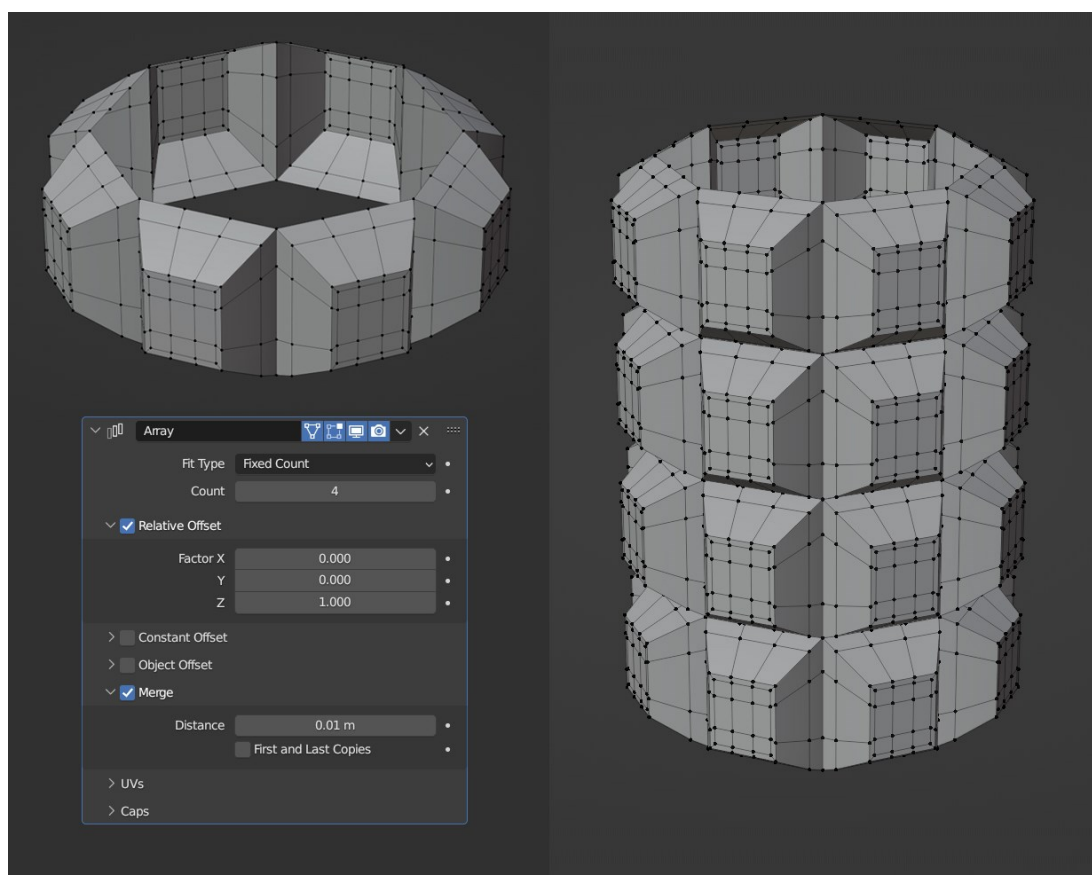 Array
Fit Type Fixed Count
Count 4
Relative Offset
Factor X 0.000
Y 0.000
Z 1.000
Constant Offset
Object Offset
Merge
Distance 0.01 m
First and Last Copies
UVs
Caps